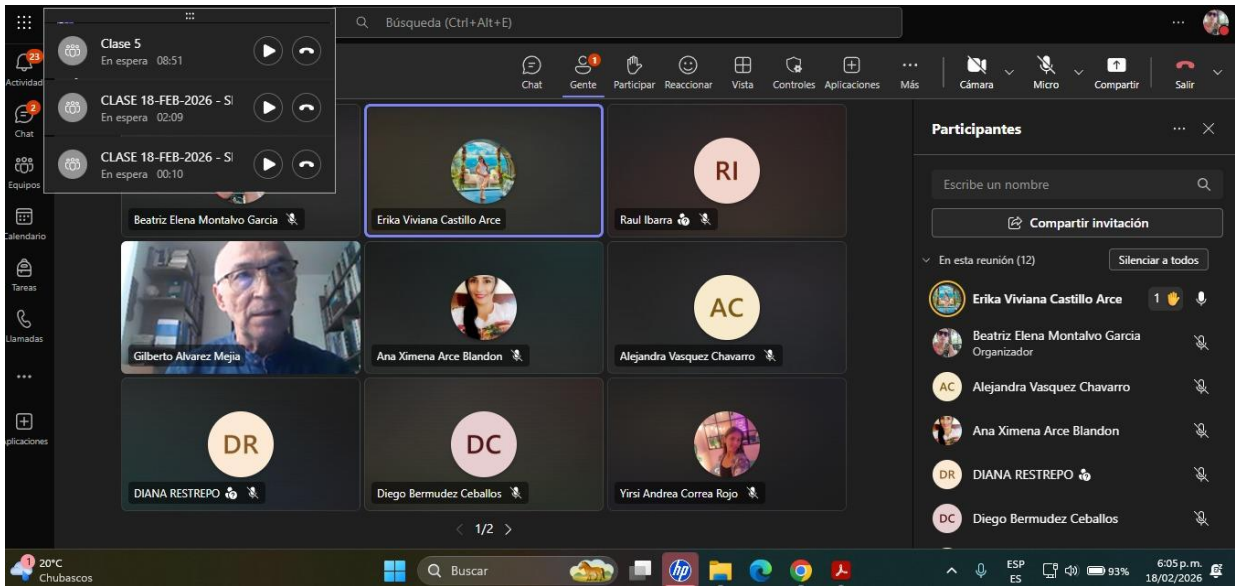 Búsqueda (Ctrl+Alt+E)
Clase 5
En espera 08:51
CLASE 18-FEB-2026 - SI
En espera 02:09
CLASE 18-FEB-2026 - SI
En espera 00:10
23
Actividad
2
Chat
Equipos
Calendario
Tareas
Llamadas
Aplicaciones
Chat
1
Gente
Participar
Reaccionar
Vista
Controles
Aplicaciones
Más
Cámara
Micro
Compartir
Salir
Beatriz Elena Montalvo Garcia
Erika Viviana Castillo Arce
RI
Raul Ibarra
Gilberto Alvarez Mejia
Ana Ximena Arce Blandon
AC
Alejandra Vasquez Chavarro
DR
DIANA RESTREPO
DC
Diego Bermudez Ceballos
Yirsi Andrea Correa Rojo
1/2
Participantes
Escribe un nombre
Compartir invitación
En esta reunión (12)
Silenciar a todos
Erika Viviana Castillo Arce
1
Beatriz Elena Montalvo Garcia
Organizador
AC
Alejandra Vasquez Chavarro
Ana Ximena Arce Blandon
DR
DIANA RESTREPO
DC
Diego Bermudez Ceballos
1
20°C
Chubascos
Buscar
hp
ESP
ES
93%
6:05 p. m.
18/02/2026